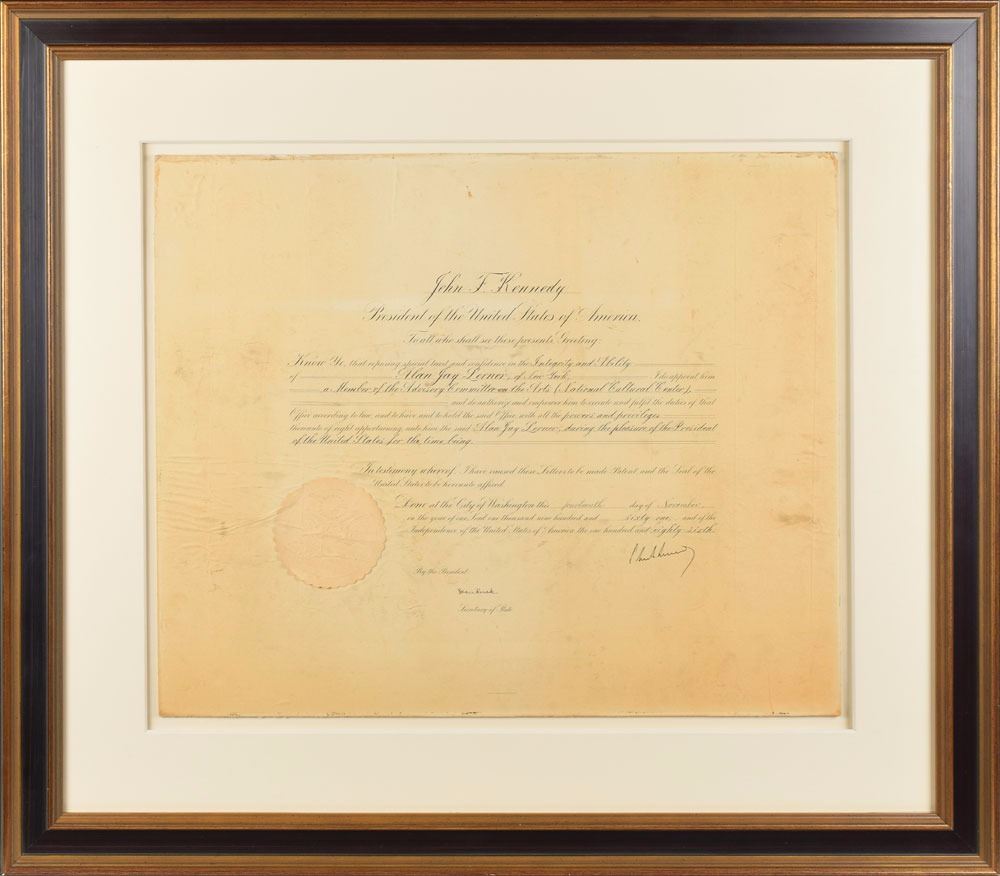 John F. Kennedy
President of the United States of America.
To all who shall see these presents, Greeting:
Know Ye, that reposing special trust and confidence in the Integrity and Ability
of Alan Jay Lerner, of New York, I do appoint him
a Member of the Advisory Committee on the Arts (National Cultural Center),
and do authorize and empower him to execute and fulfil the duties of that
Office according to law, and to have and to hold the said Office, with all the powers and privileges
thereunto of right appertaining, unto him the said Alan Jay Lerner, during the pleasure of the President
of the United States for the time being.
In testimony whereof, I have caused these Letters to be made Patent and the Seal of the
United States to be hereunto affixed.
Done at the City of Washington this day of November,
in the year of our Lord one thousand nine hundred and sixty one, and of the
Independence of the United States of America the one hundred and eighty sixth.
By the President:
Dean Rusk
Secretary of State